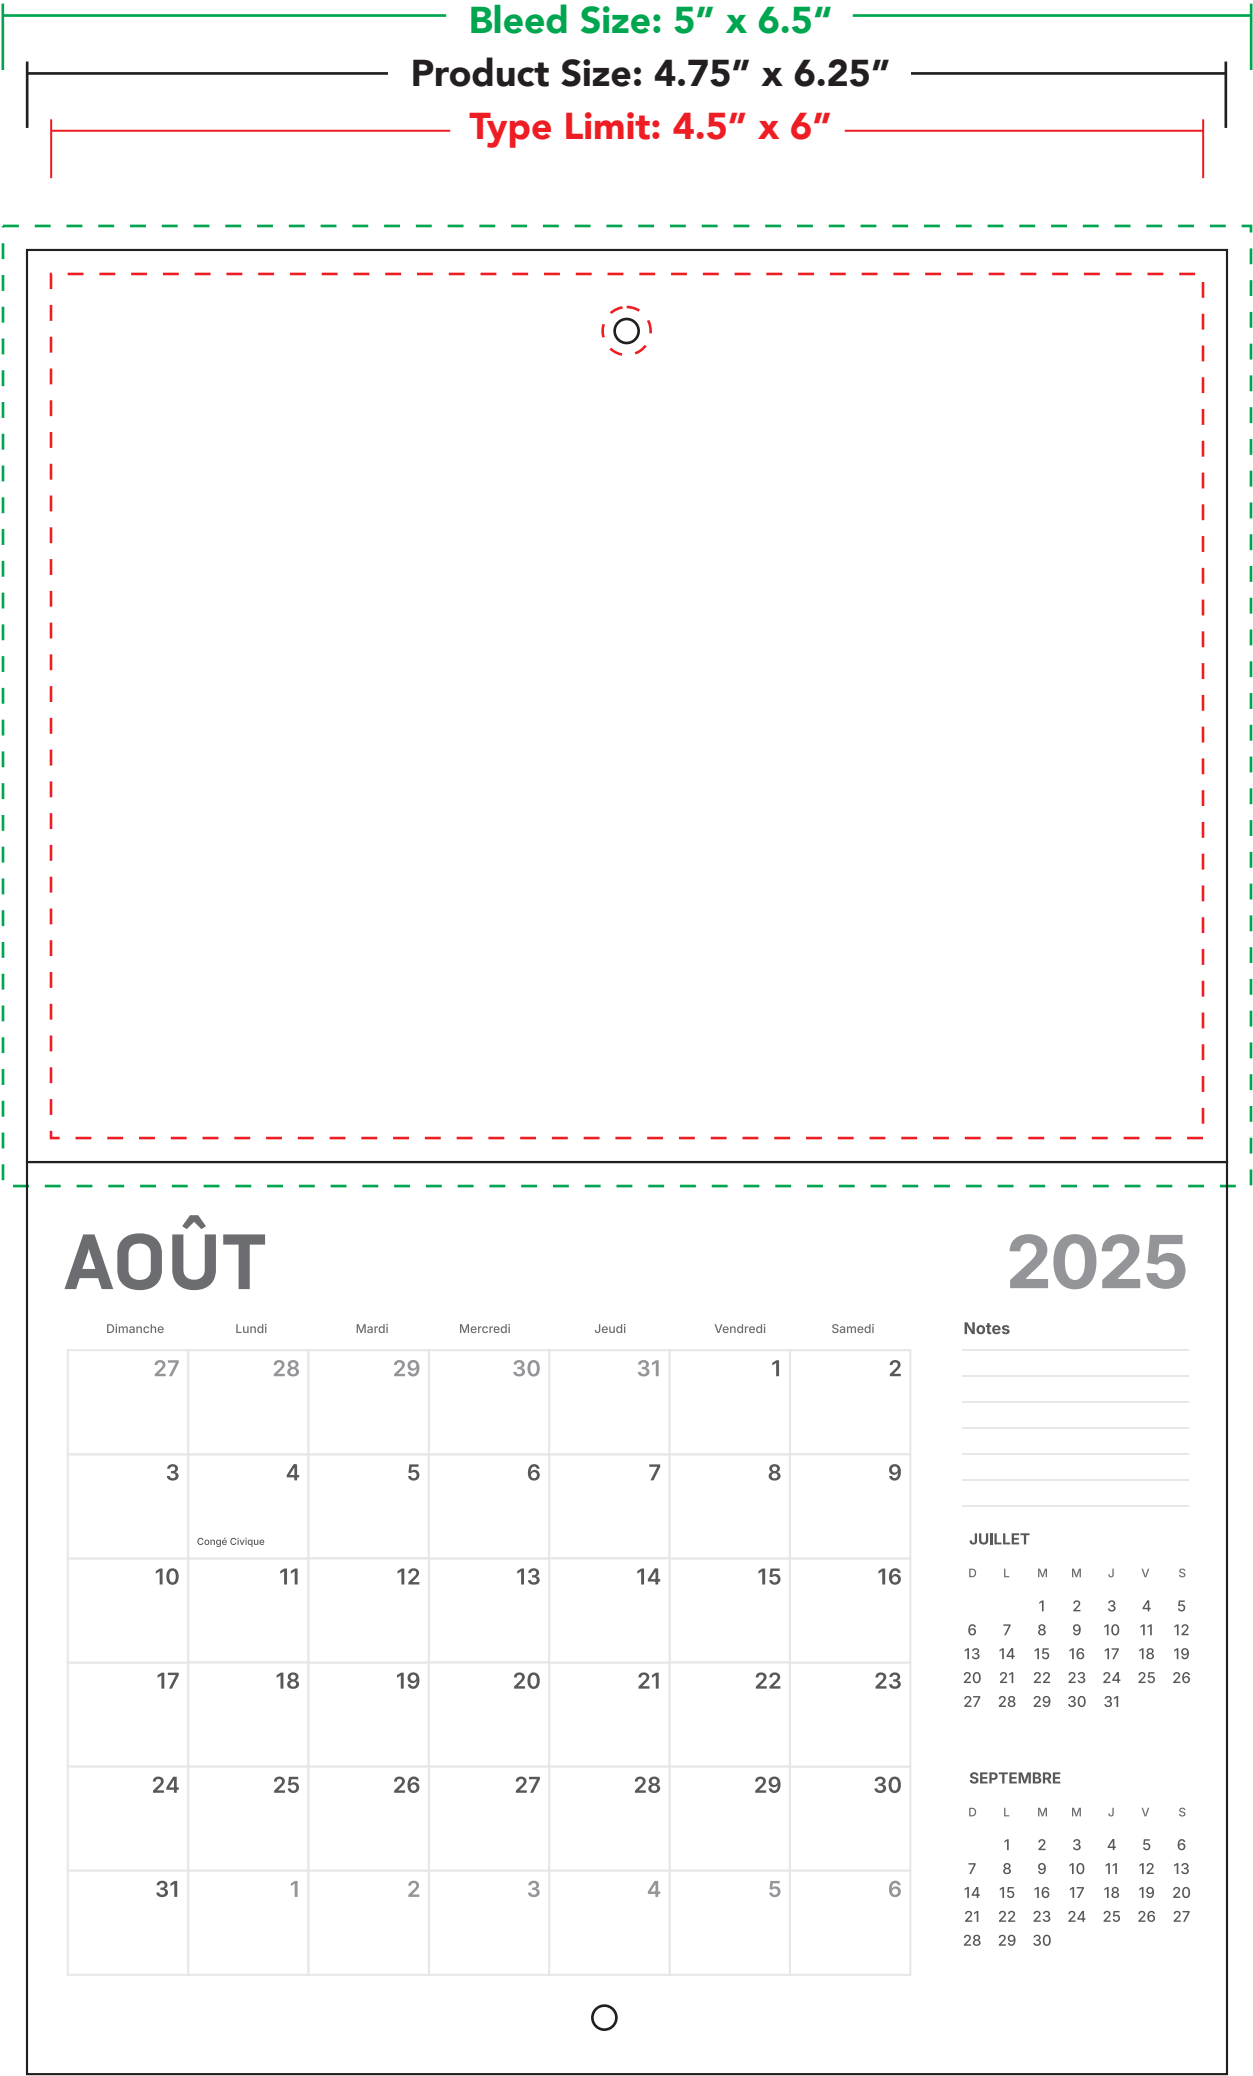 Bleed Size: 5” x 6.5”
Product Size: 4.75” x 6.25”
Type Limit: 4.5” x 6”
AOÛT 2025
Dimanche Lundi Mardi Mercredi Jeudi Vendredi Samedi
27 28 29 30 31 1 2
3 4 5 6 7 8 9
Congé Civique
10 11 12 13 14 15 16
17 18 19 20 21 22 23
24 25 26 27 28 29 30
31 1 2 3 4 5 6
Notes
JUILLET
D L M M J V S
1 2 3 4 5
6 7 8 9 10 11 12
13 14 15 16 17 18 19
20 21 22 23 24 25 26
27 28 29 30 31
SEPTEMBRE
D L M M J V S
1 2 3 4 5 6
7 8 9 10 11 12 13
14 15 16 17 18 19 20
21 22 23 24 25 26 27
28 29 30